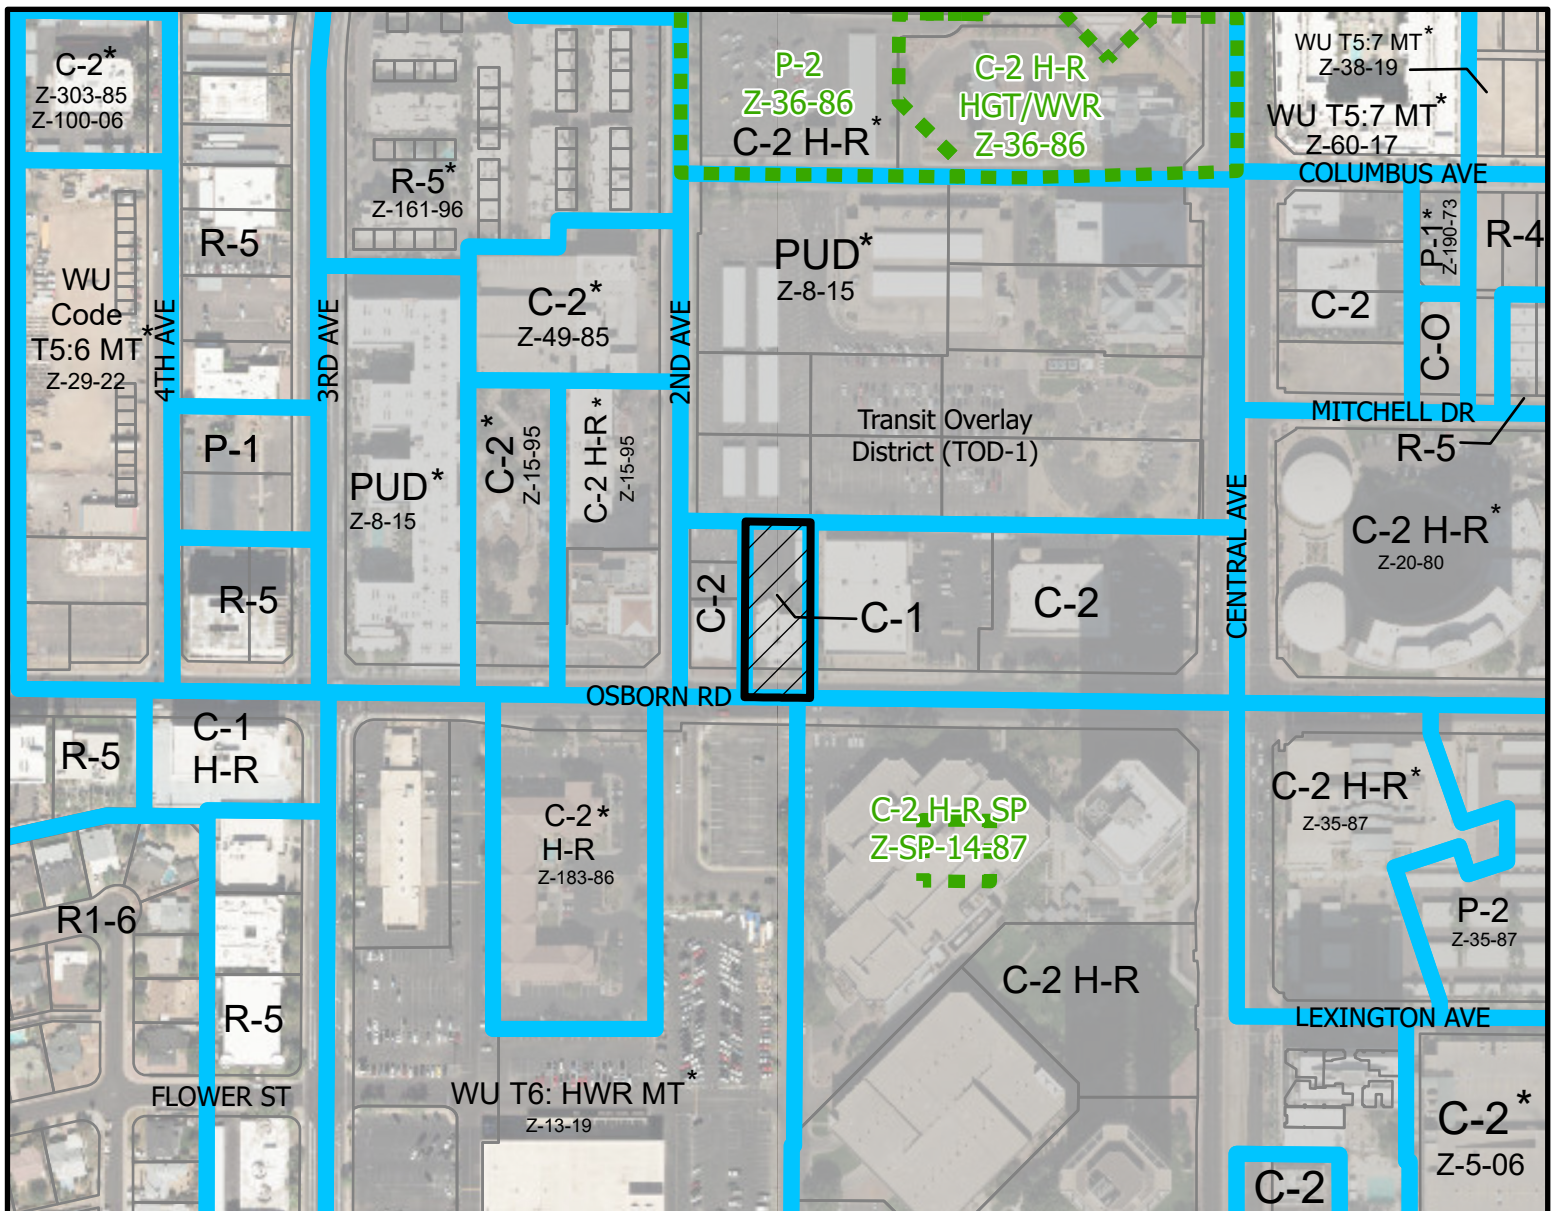 C-2*
Z-303-85
Z-100-06
P-2
Z-36-86
C-2 H-R*
C-2 H-R
HGT/WVR
Z-36-86
WU T5:7 MT*
Z-38-19
WU T5:7 MT*
Z-60-17
COLUMBUS AVE
R-5*
Z-161-96
R-5
WU
Code
T5:6 MT*
Z-29-22
4TH AVE
3RD AVE
C-2*
Z-49-85
2ND AVE
PUD*
Z-8-15
P-1*
Z-190-73
R-4
C-2
C-O
MITCHELL DR
R-5
P-1
PUD*
Z-8-15
C-2*
Z-15-95
C-2 H-R*
Z-15-95
Transit Overlay
District (TOD-1)
CENTRAL AVE
C-2 H-R*
Z-20-80
R-5
C-2
C-1
C-2
OSBORN RD
R-5
C-1
H-R
C-2*
H-R
Z-183-86
C-2 H-R SP
Z-SP-14-87
C-2 H-R*
Z-35-87
R1-6
P-2
Z-35-87
C-2 H-R
R-5
LEXINGTON AVE
FLOWER ST
WU T6: HWR MT*
Z-13-19
C-2*
Z-5-06
C-2